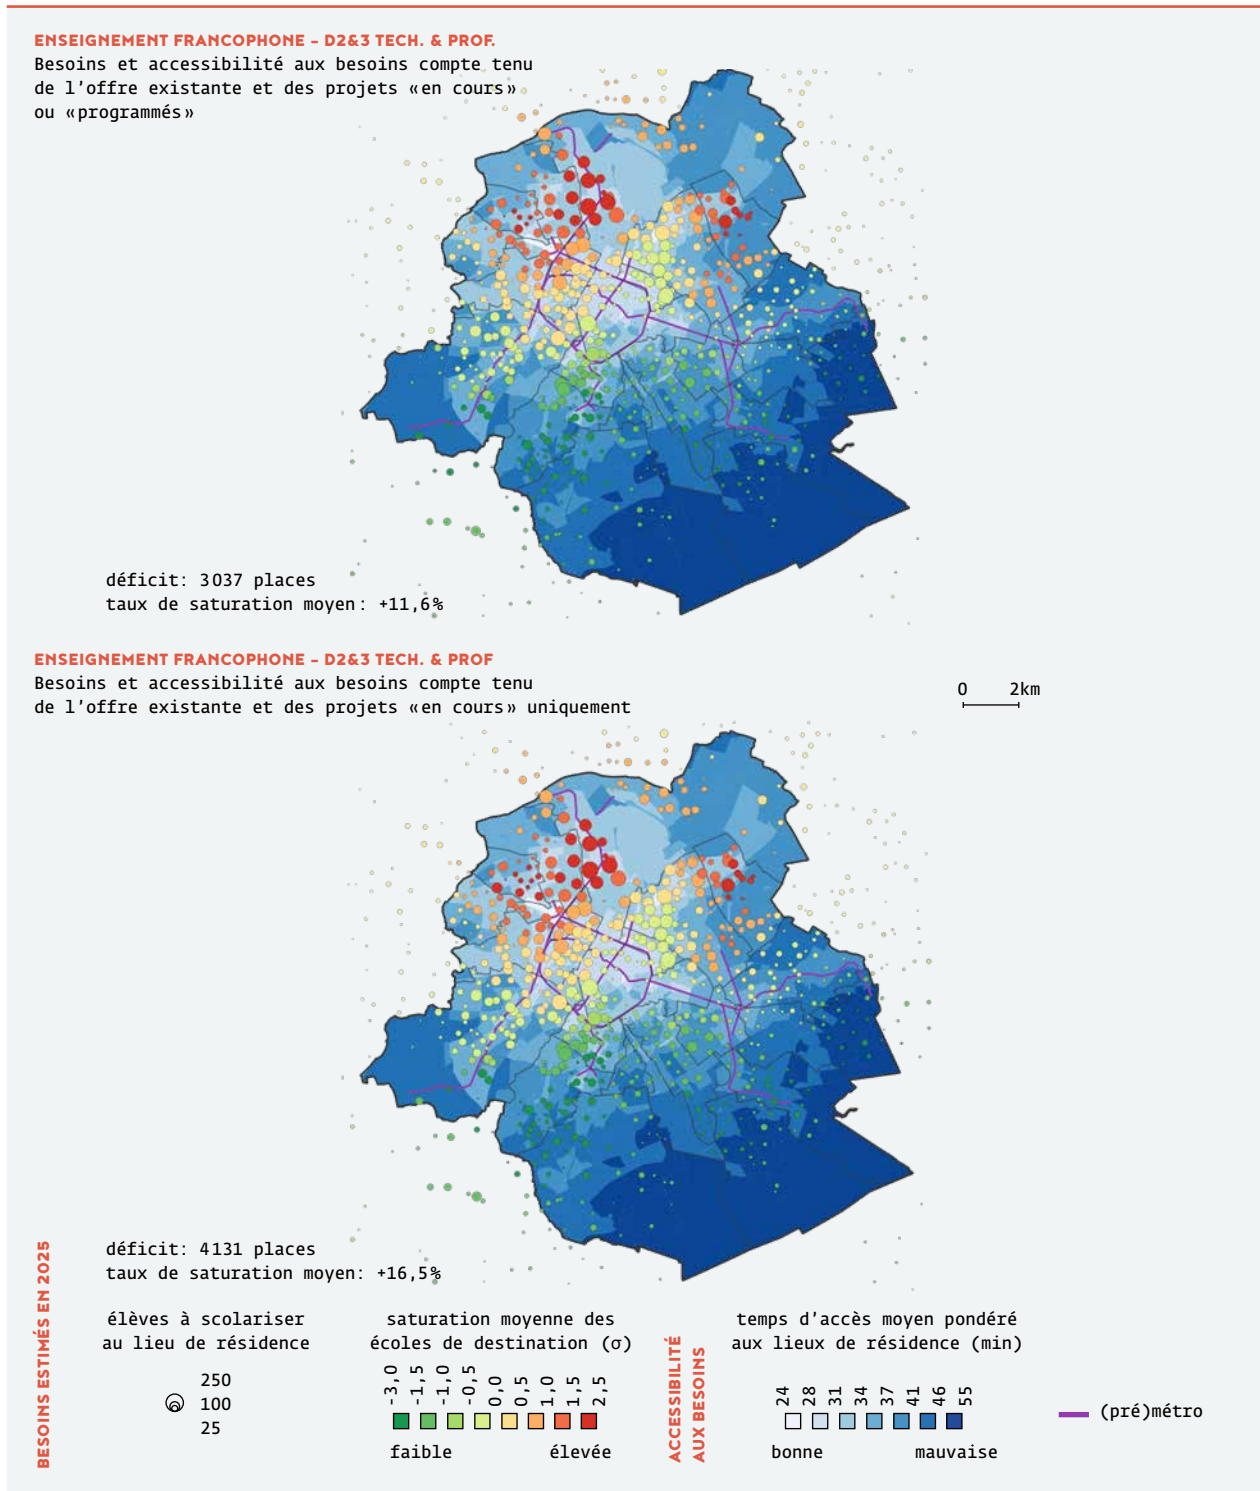 ENSEIGNEMENT FRANCOPHONE – D2&3 TECH. & PROF.
Besoins et accessibilité aux besoins compte tenu
de l'offre existante et des projets «en cours»
ou «programmés»
déficit: 3037 places
taux de saturation moyen: +11,6%
ENSEIGNEMENT FRANCOPHONE – D2&3 TECH. & PROF
Besoins et accessibilité aux besoins compte tenu
de l'offre existante et des projets «en cours» uniquement
0 2km
déficit: 4131 places
taux de saturation moyen: +16,5%
BESOINS ESTIMÉS EN 2025
élèves à scolariser
au lieu de résidence
250
100
25
saturation moyenne des
écoles de destination (σ)
-3,0 -1,5 -1,0 -0,5 0,0 0,5 1,0 1,5 2,5
faible élevée
ACCESSIBILITÉ
AUX BESOINS
temps d'accès moyen pondéré
aux lieux de résidence (min)
24 28 31 34 37 41 46 55
bonne mauvaise
(pré)métro